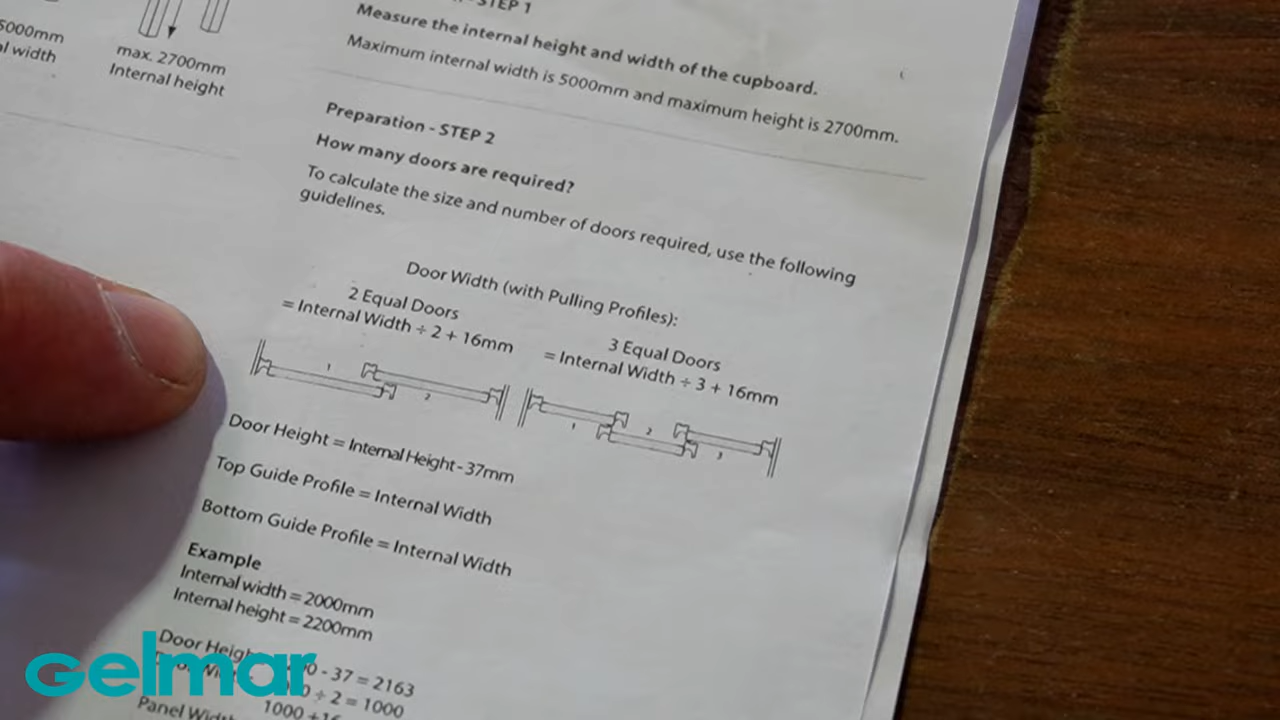 5000mm
width
max. 2700mm
Internal height
- STEP 1
Measure the internal height and width of the cupboard.
Maximum internal width is 5000mm and maximum height is 2700mm.
Preparation - STEP 2
How many doors are required?
To calculate the size and number of doors required, use the following
guidelines.
Door Width (with Pulling Profiles):
2 Equal Doors
= Internal Width ÷ 2 + 16mm
3 Equal Doors
= Internal Width ÷ 3 + 16mm
1
2
1
2
3
Door Height = Internal Height - 37mm
Top Guide Profile = Internal Width
Bottom Guide Profile = Internal Width
Example
Internal width = 2000mm
Internal height = 2200mm
Door Heig 0 - 37 = 2163
÷ 2 = 1000
Panel Width 1000 + 16
Gelmar